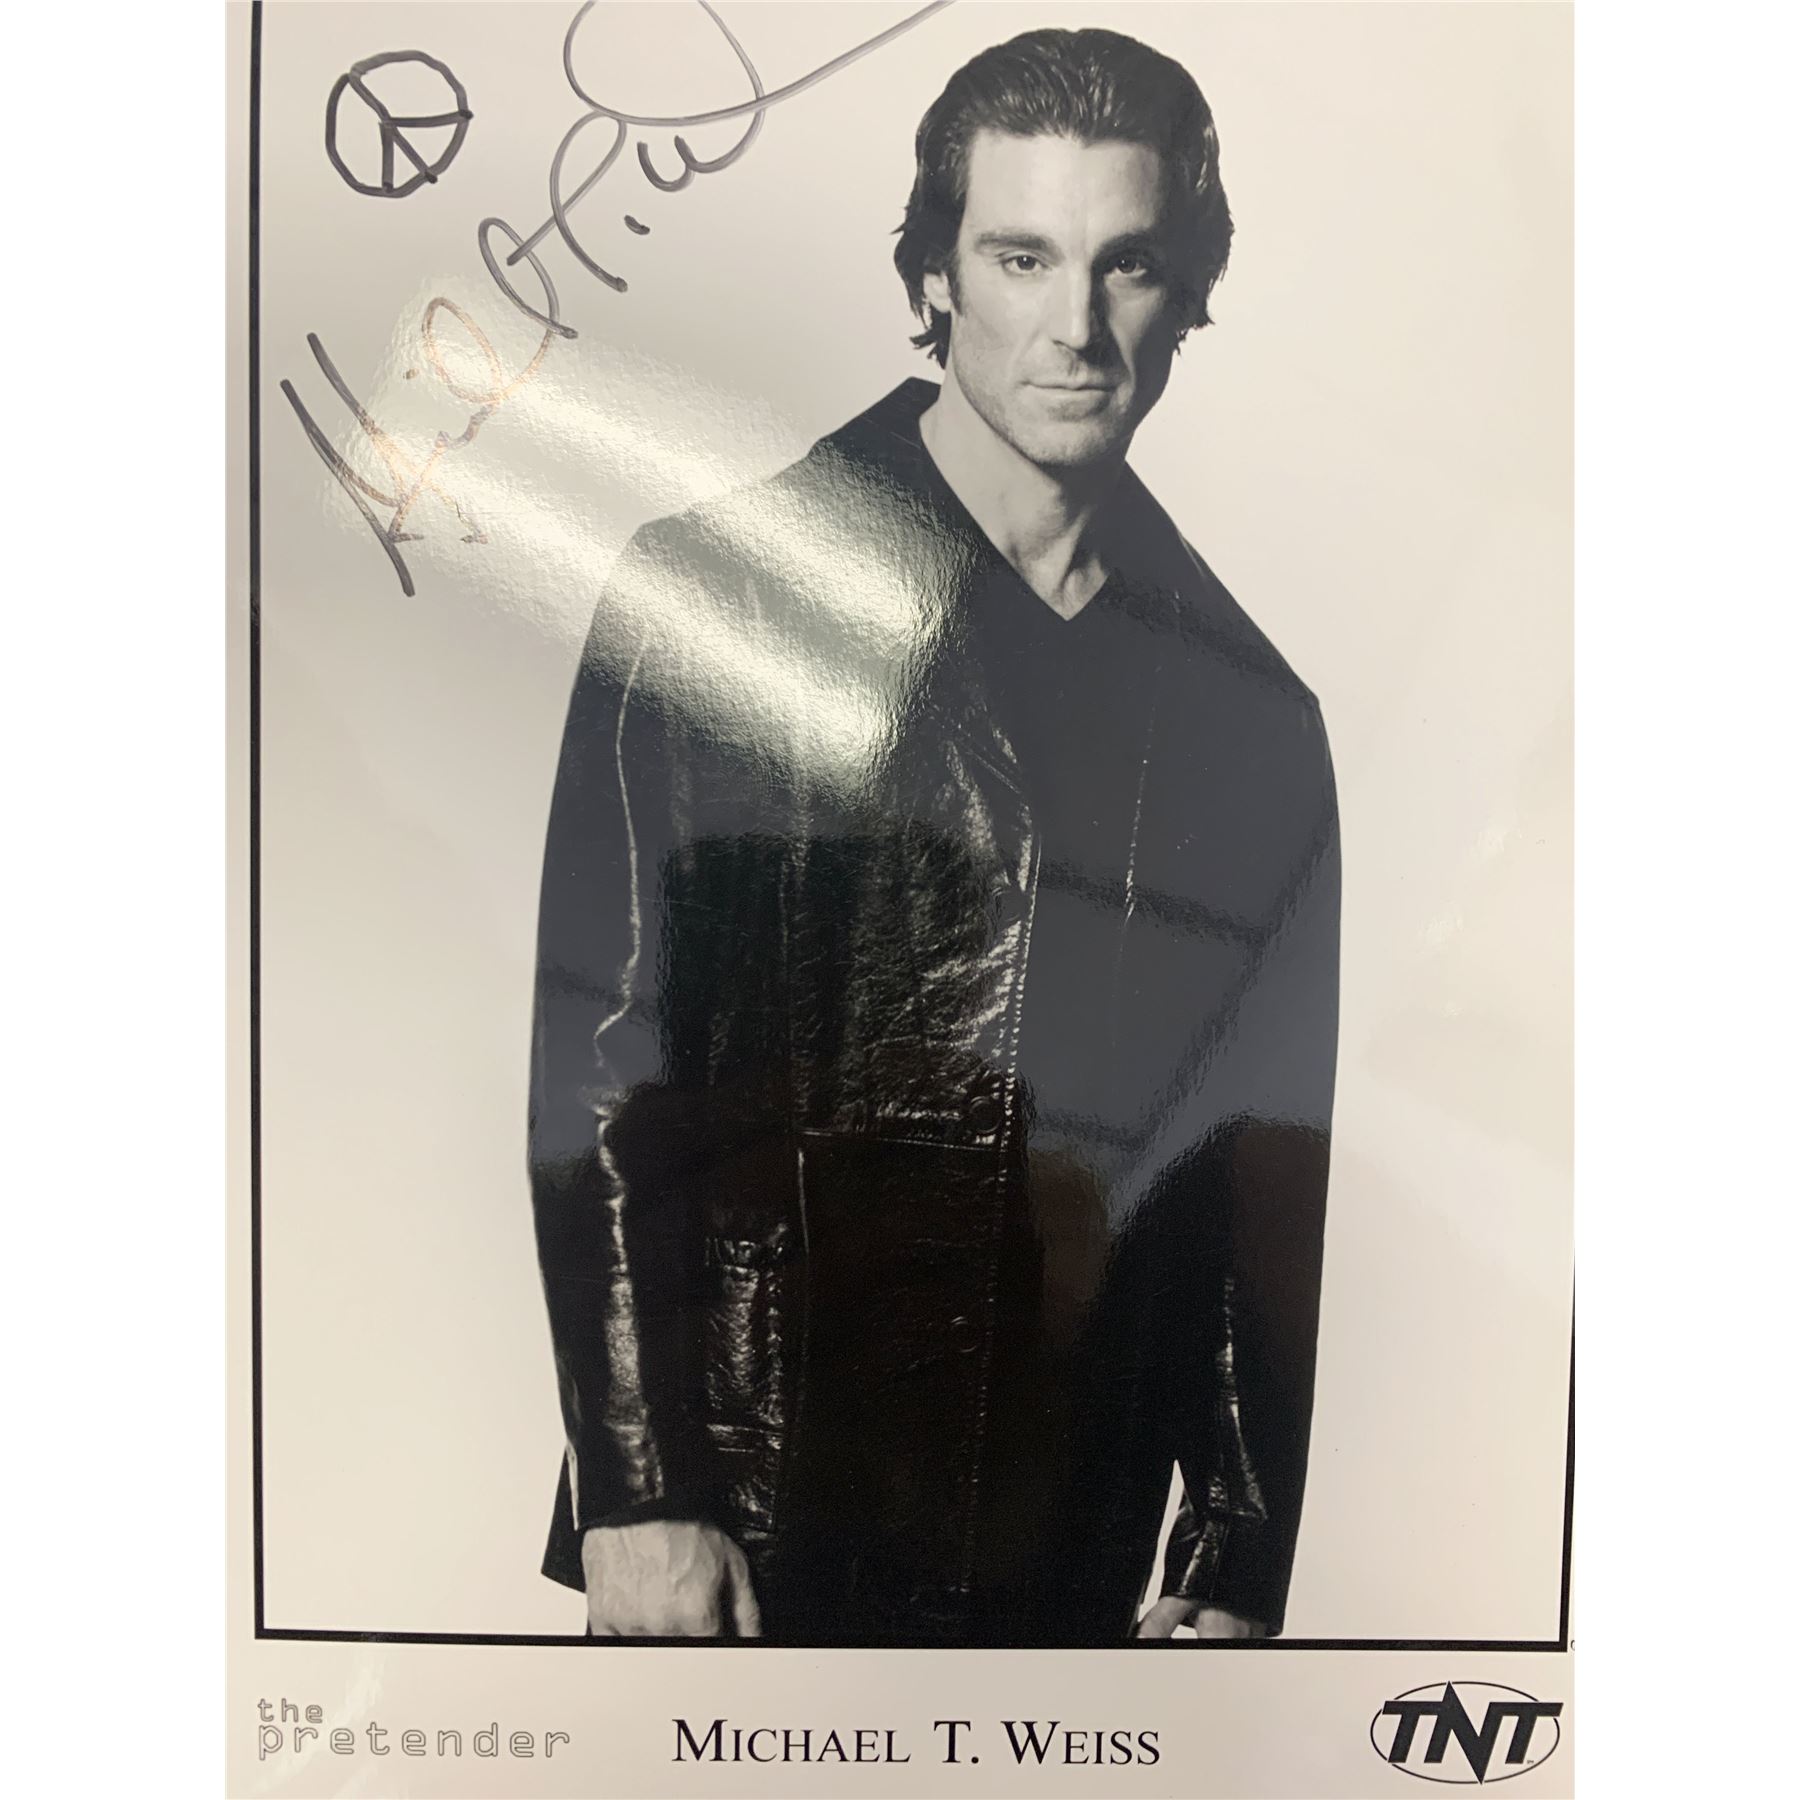 the
pretender
MICHAEL T. WEISS
TNT